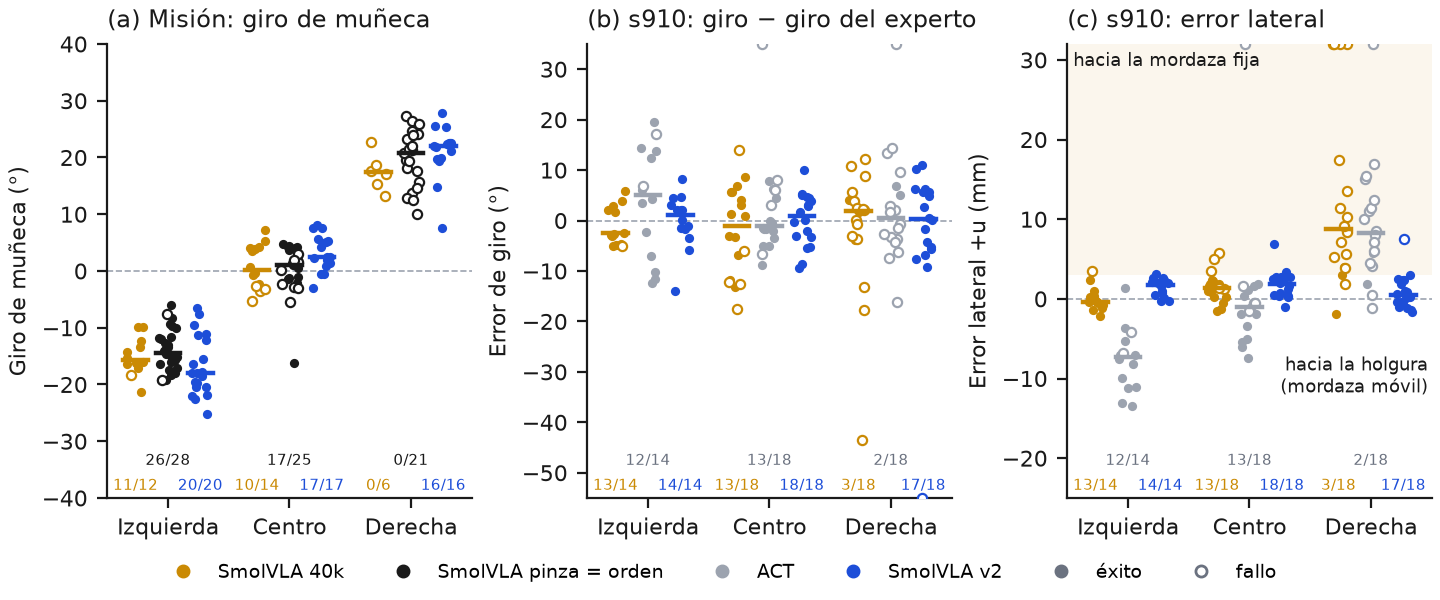 (a) Misión: giro de muñeca
40
30
20
10
0
−10
−20
−30
−40
Giro de muñeca (°)
26/28
17/25
0/21
11/12
20/20
10/14
17/17
0/6
16/16
Izquierda
Centro
Derecha
(b) s910: giro − giro del experto
30
20
10
0
−10
−20
−30
−40
−50
Error de giro (°)
12/14
13/18
2/18
13/14
14/14
13/18
18/18
3/18
17/18
Izquierda
Centro
Derecha
(c) s910: error lateral
30
20
10
0
−10
−20
Error lateral +u (mm)
hacia la mordaza fija
hacia la holgura
(mordaza móvil)
12/14
13/18
2/18
13/14
14/14
13/18
18/18
3/18
17/18
Izquierda
Centro
Derecha
SmolVLA 40k
SmolVLA pinza = orden
ACT
SmolVLA v2
éxito
fallo